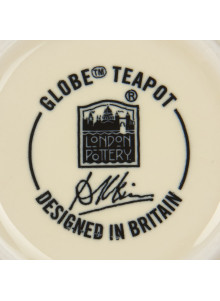 GLOBE™ TEAPOT
®
LONDON
POTTERY
DESIGNED IN BRITAIN